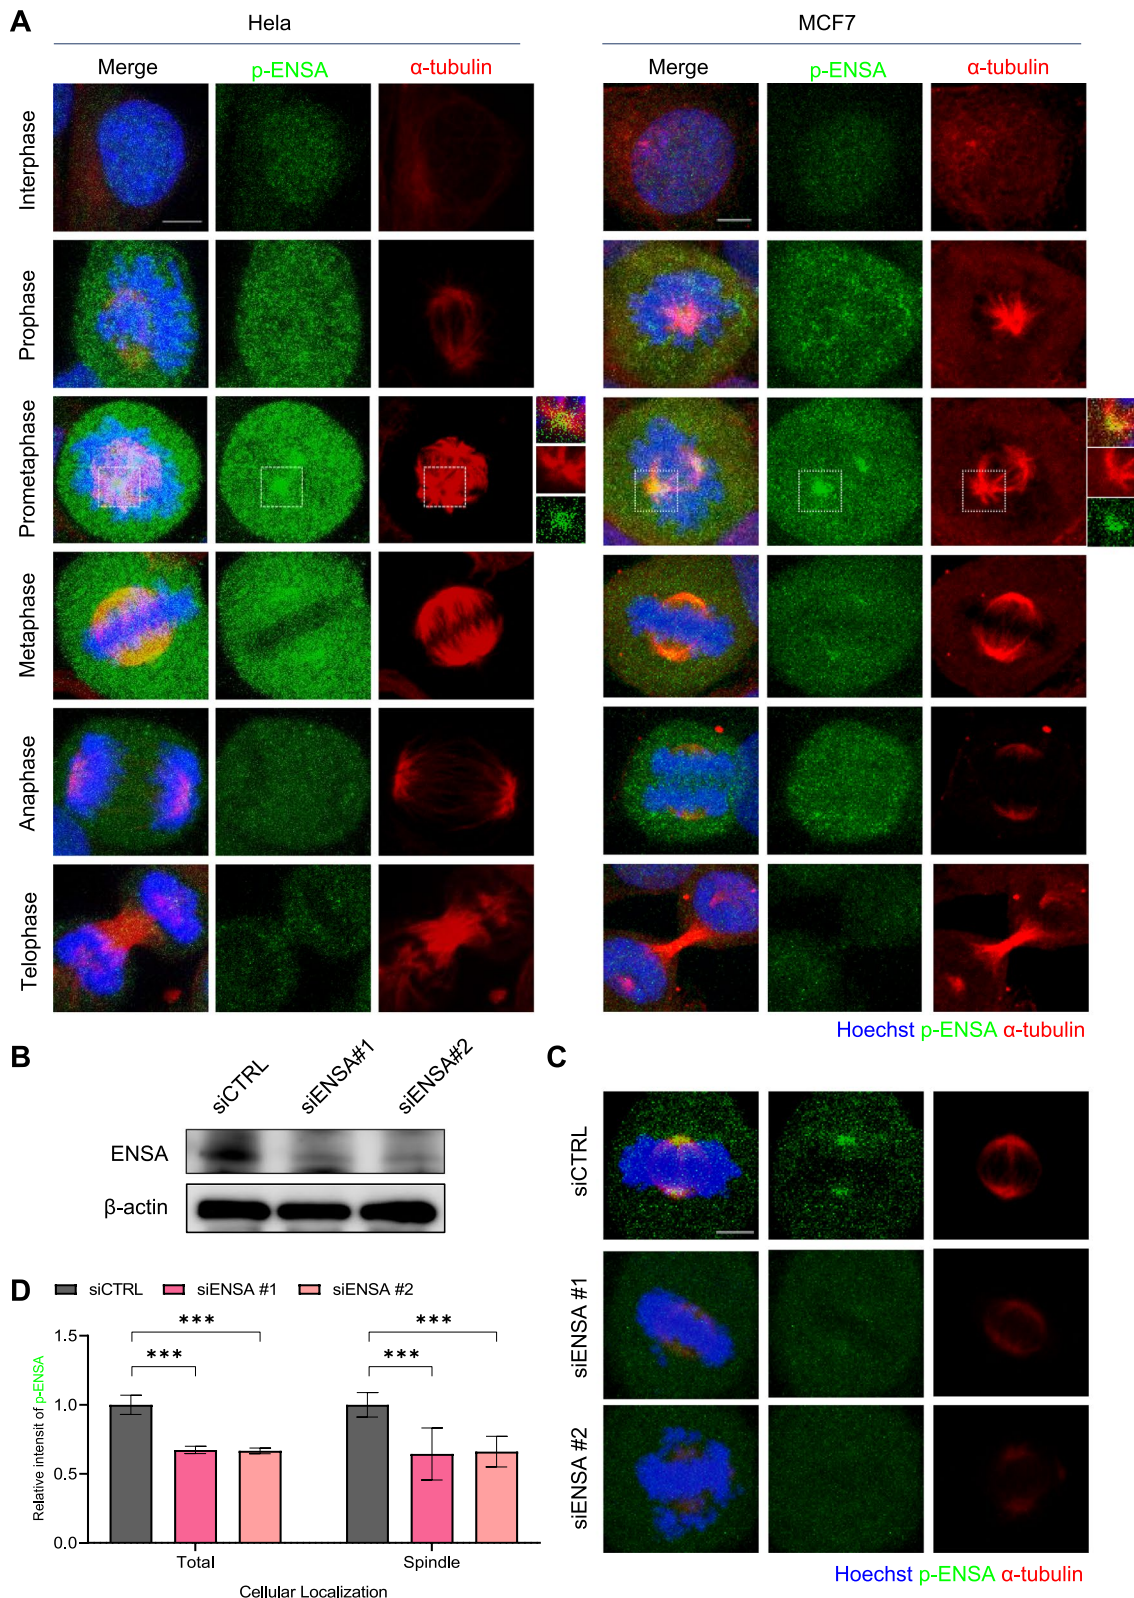 A
Hela
MCF7
Merge p-ENSA α-tubulin
Merge p-ENSA α-tubulin
Interphase
Prophase
Prometaphase
Metaphase
Anaphase
Telophase
Hoechst p-ENSA α-tubulin
B
siCTRL siENSA#1 siENSA#2
ENSA
β-actin
C
siCTRL
siENSA #1
siENSA #2
Hoechst p-ENSA α-tubulin
D
siCTRL siENSA #1 siENSA #2
Relative intensit of p-ENSA
1.5
1.0
0.5
0.0
*** ***
*** ***
Total Spindle
Cellular Localization